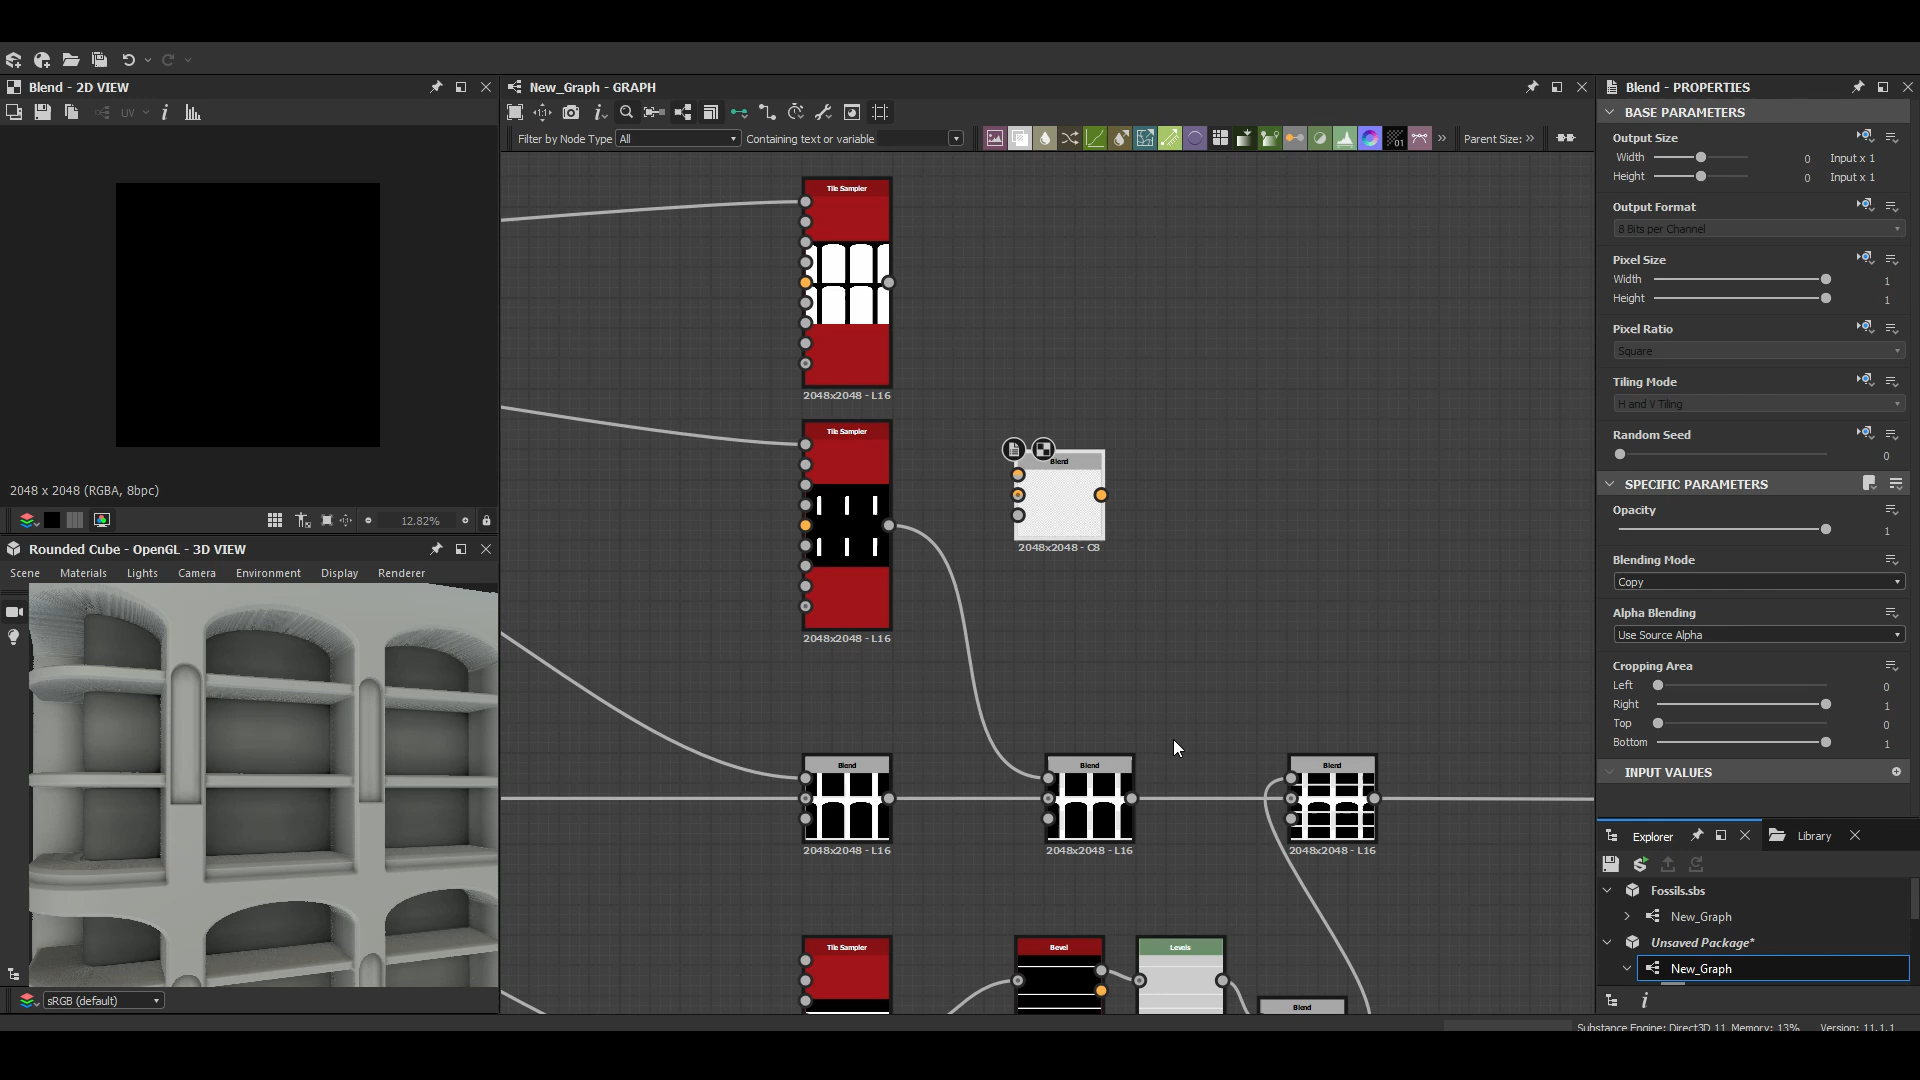 Blend - 2D VIEW
UV
2048 x 2048 (RGBA, 8bpc)
12.82%
Rounded Cube - OpenGL - 3D VIEW
Scene Materials Lights Camera Environment Display Renderer
sRGB (default)
New_Graph - GRAPH
Filter by Node Type All Containing text or variable
01
Parent Size:
Tile Sampler
2048x2048 - L16
Tile Sampler
2048x2048 - L16
Blend
2048x2048 - C8
Blend
2048x2048 - L16
Blend
2048x2048 - L16
Blend
2048x2048 - L16
Tile Sampler
Bevel
Levels
Blend
Blend - PROPERTIES
BASE PARAMETERS
Output Size
Width 0 Input x 1
Height 0 Input x 1
Output Format
8 Bits per Channel
Pixel Size
Width 1
Height 1
Pixel Ratio
Square
Tiling Mode
H and V Tiling
Random Seed
0
SPECIFIC PARAMETERS
Opacity
1
Blending Mode
Copy
Alpha Blending
Use Source Alpha
Cropping Area
Left 0
Right 1
Top 0
Bottom 1
INPUT VALUES
Explorer Library
Fossils.sbs
New_Graph
Unsaved Package*
New_Graph
Substance Engine: Direct3D 11 Memory: 13% Version: 11.1.1